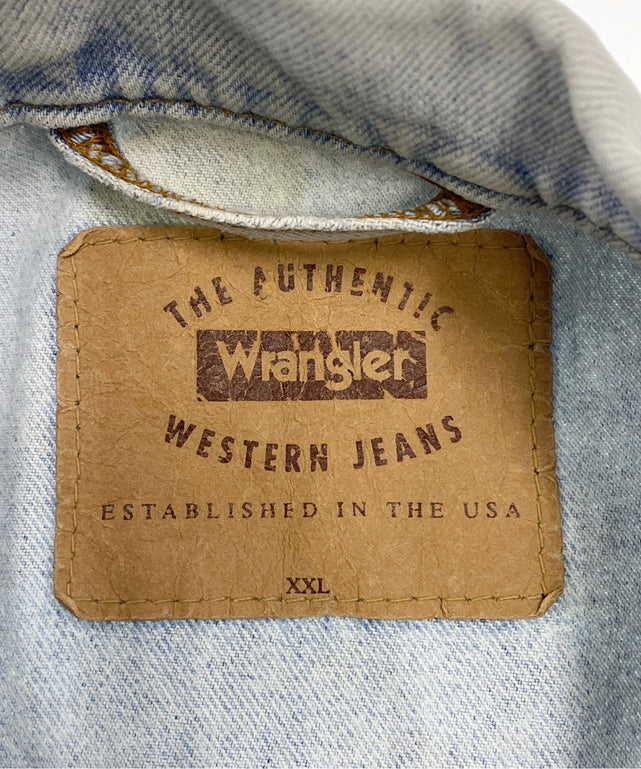 THE AUTHENTIC
Wrangler
WESTERN JEANS
ESTABLISHED IN THE USA
XXL